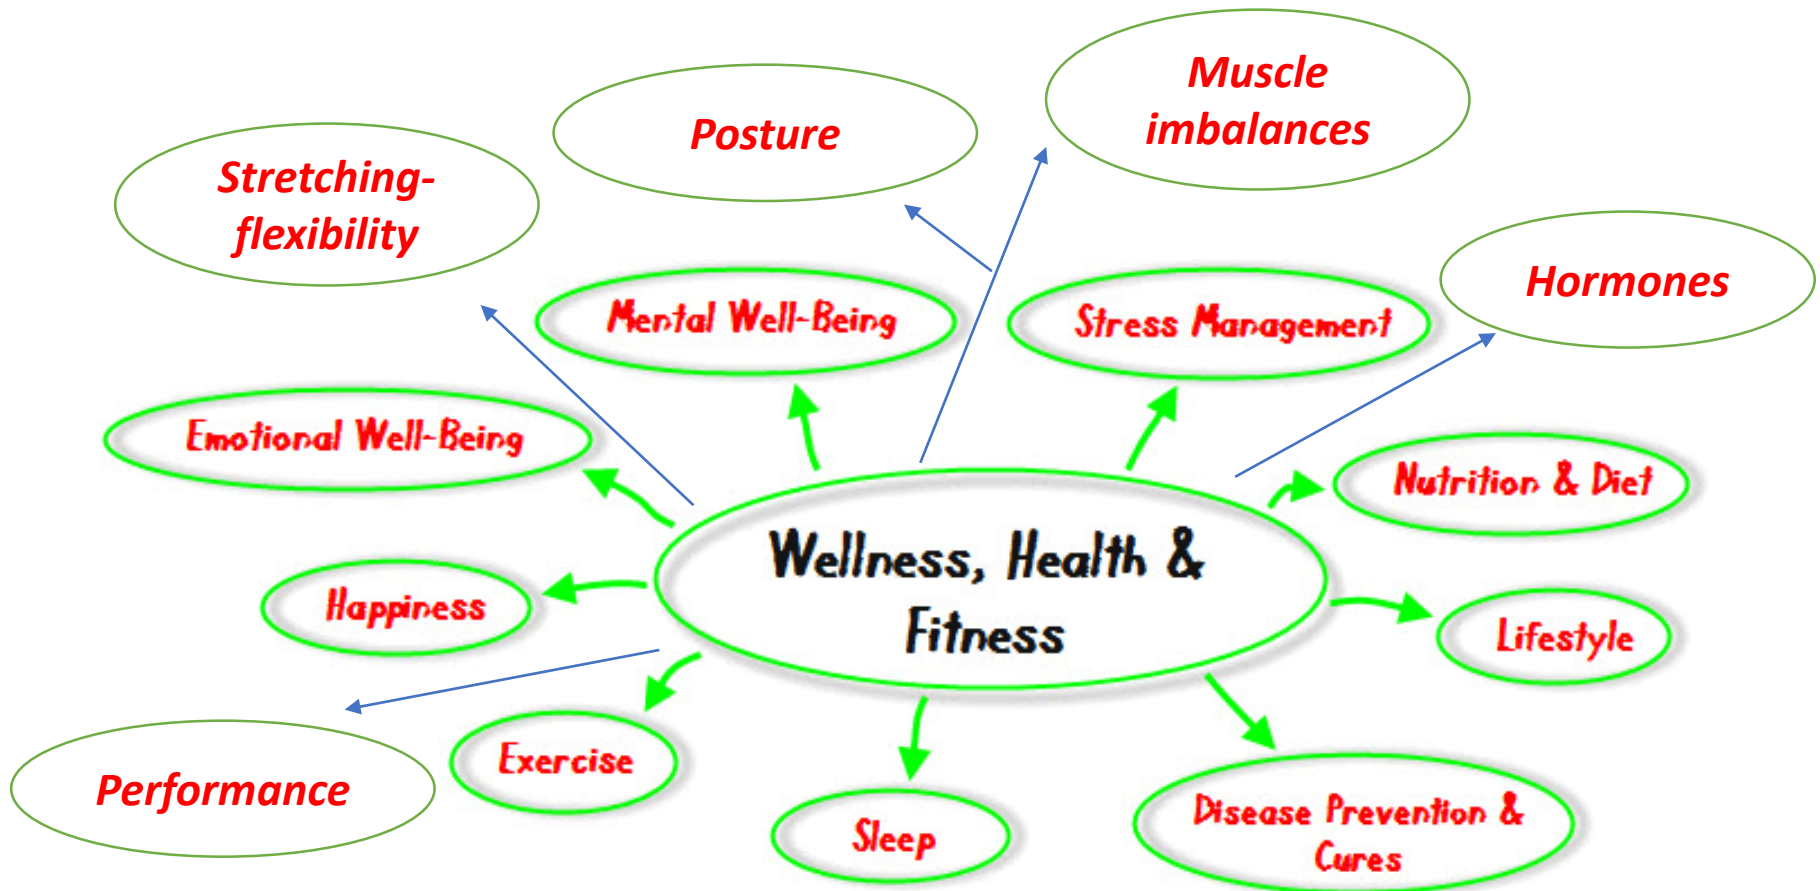 Muscle
imbalances
Posture
Stretching-
flexibility
Hormones
Mental Well-Being
Stress Management
Emotional Well-Being
Nutrition & Diet
Wellness, Health &
Fitness
Happiness
Lifestyle
Exercise
Performance
Sleep
Disease Prevention &
Cures